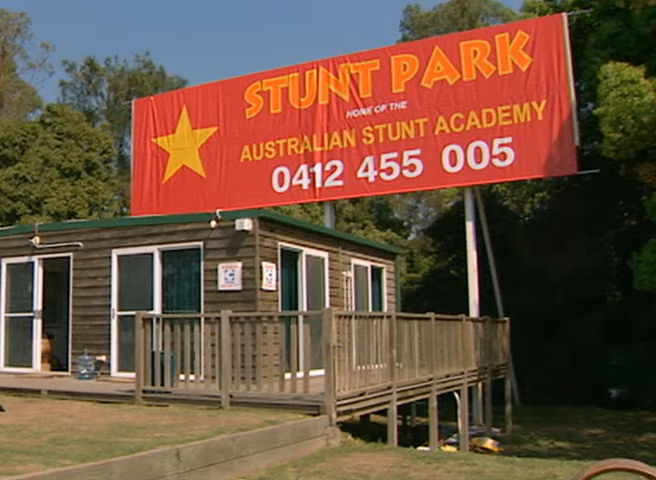 STUNT PARK
HOME OF THE
AUSTRALIAN STUNT ACADEMY
0412 455 005